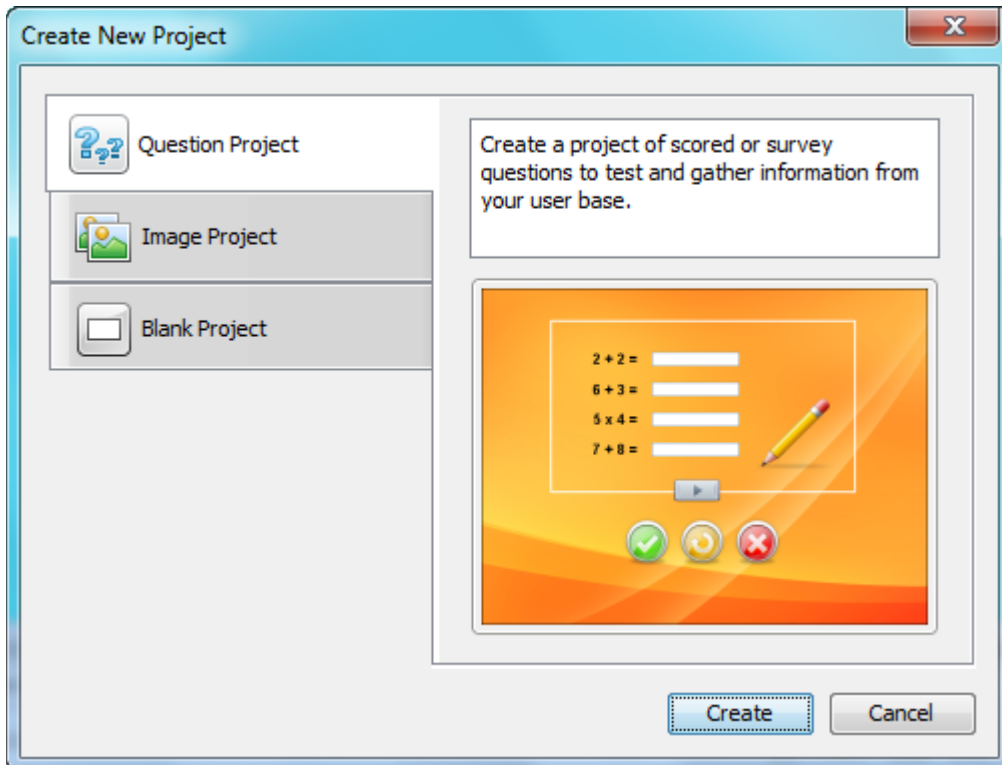 Create New Project
Question Project
Image Project
Blank Project
Create a project of scored or survey
questions to test and gather information from
your user base.
2 + 2 =
6 + 3 =
5 x 4 =
7 + 8 =
Create
Cancel